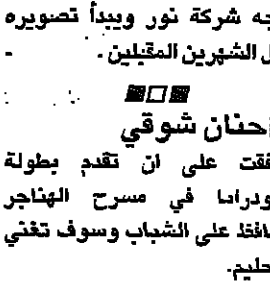 جه شركة نور ويبدأ تصويره
ل الشهرين المقبلين .
حنان شوقي
فقت على ان تقدم بطولة
ودراما في مسرح الهناجر
فقط على الشباب وسوف تغني
حليم.